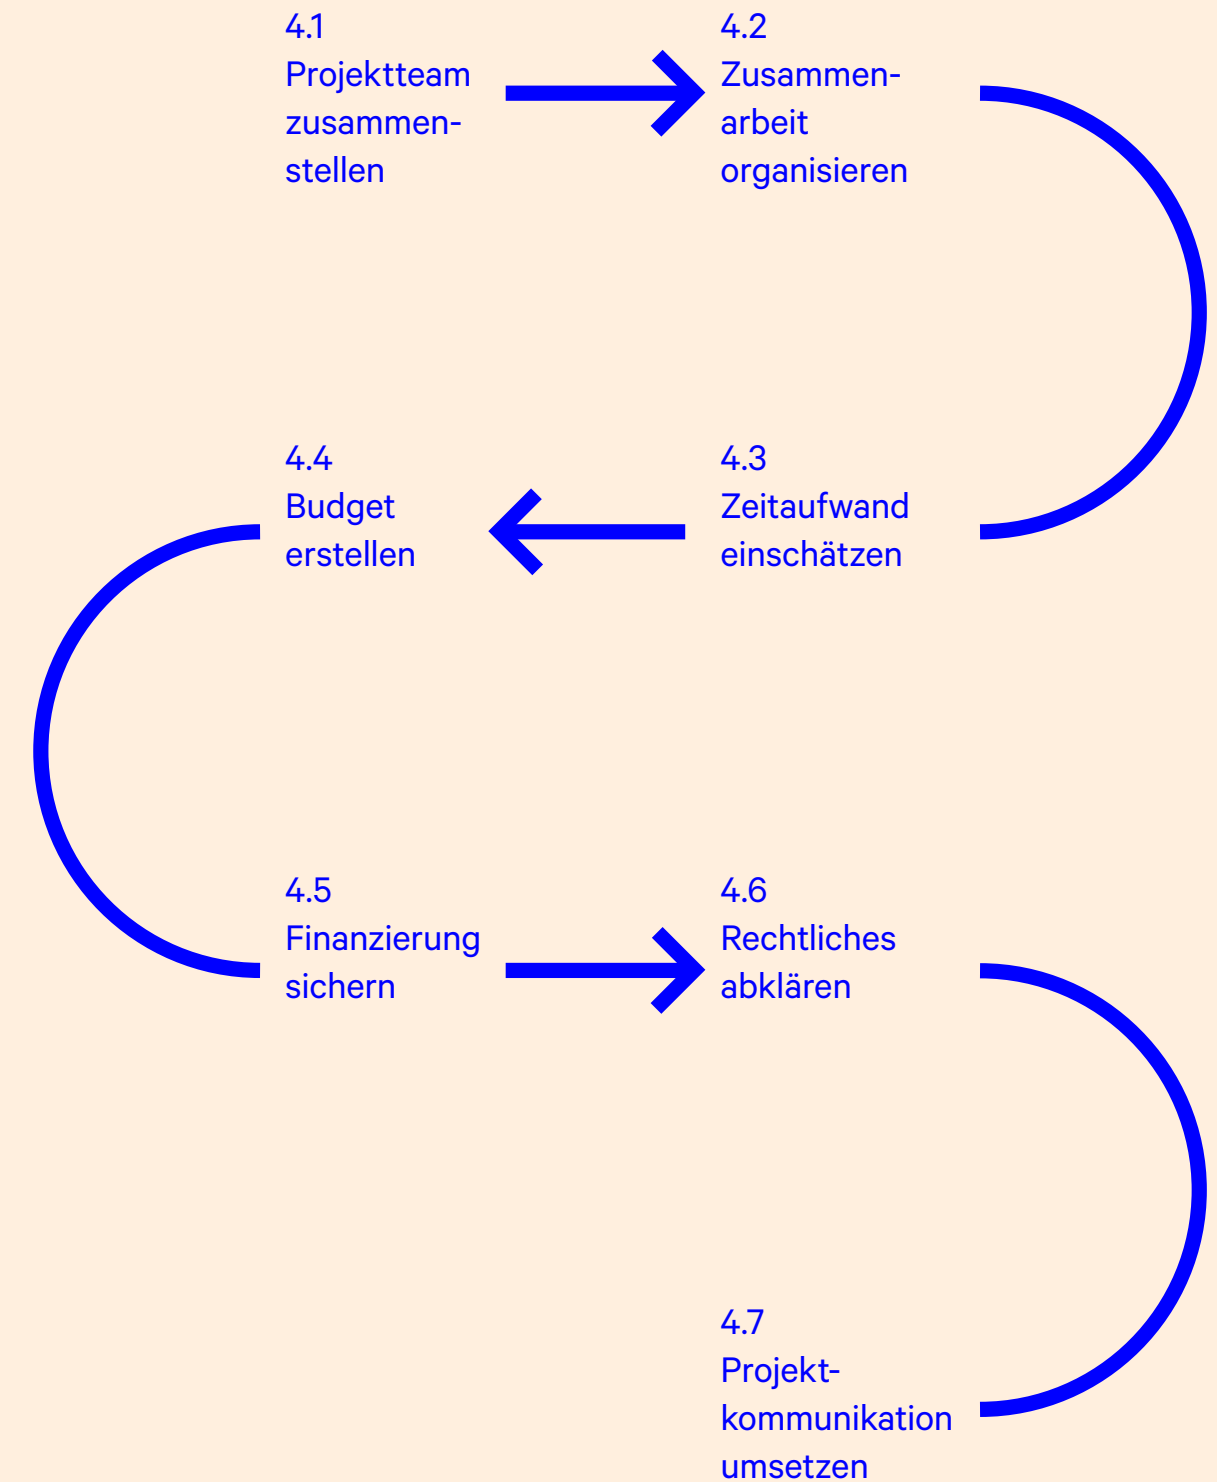 4.1
Projektteam
zusammen-
stellen
4.2
Zusammen-
arbeit
organisieren
4.3
Zeitaufwand
einschätzen
4.4
Budget
erstellen
4.5
Finanzierung
sichern
4.6
Rechtliches
abklären
4.7
Projekt-
kommunikation
umsetzen